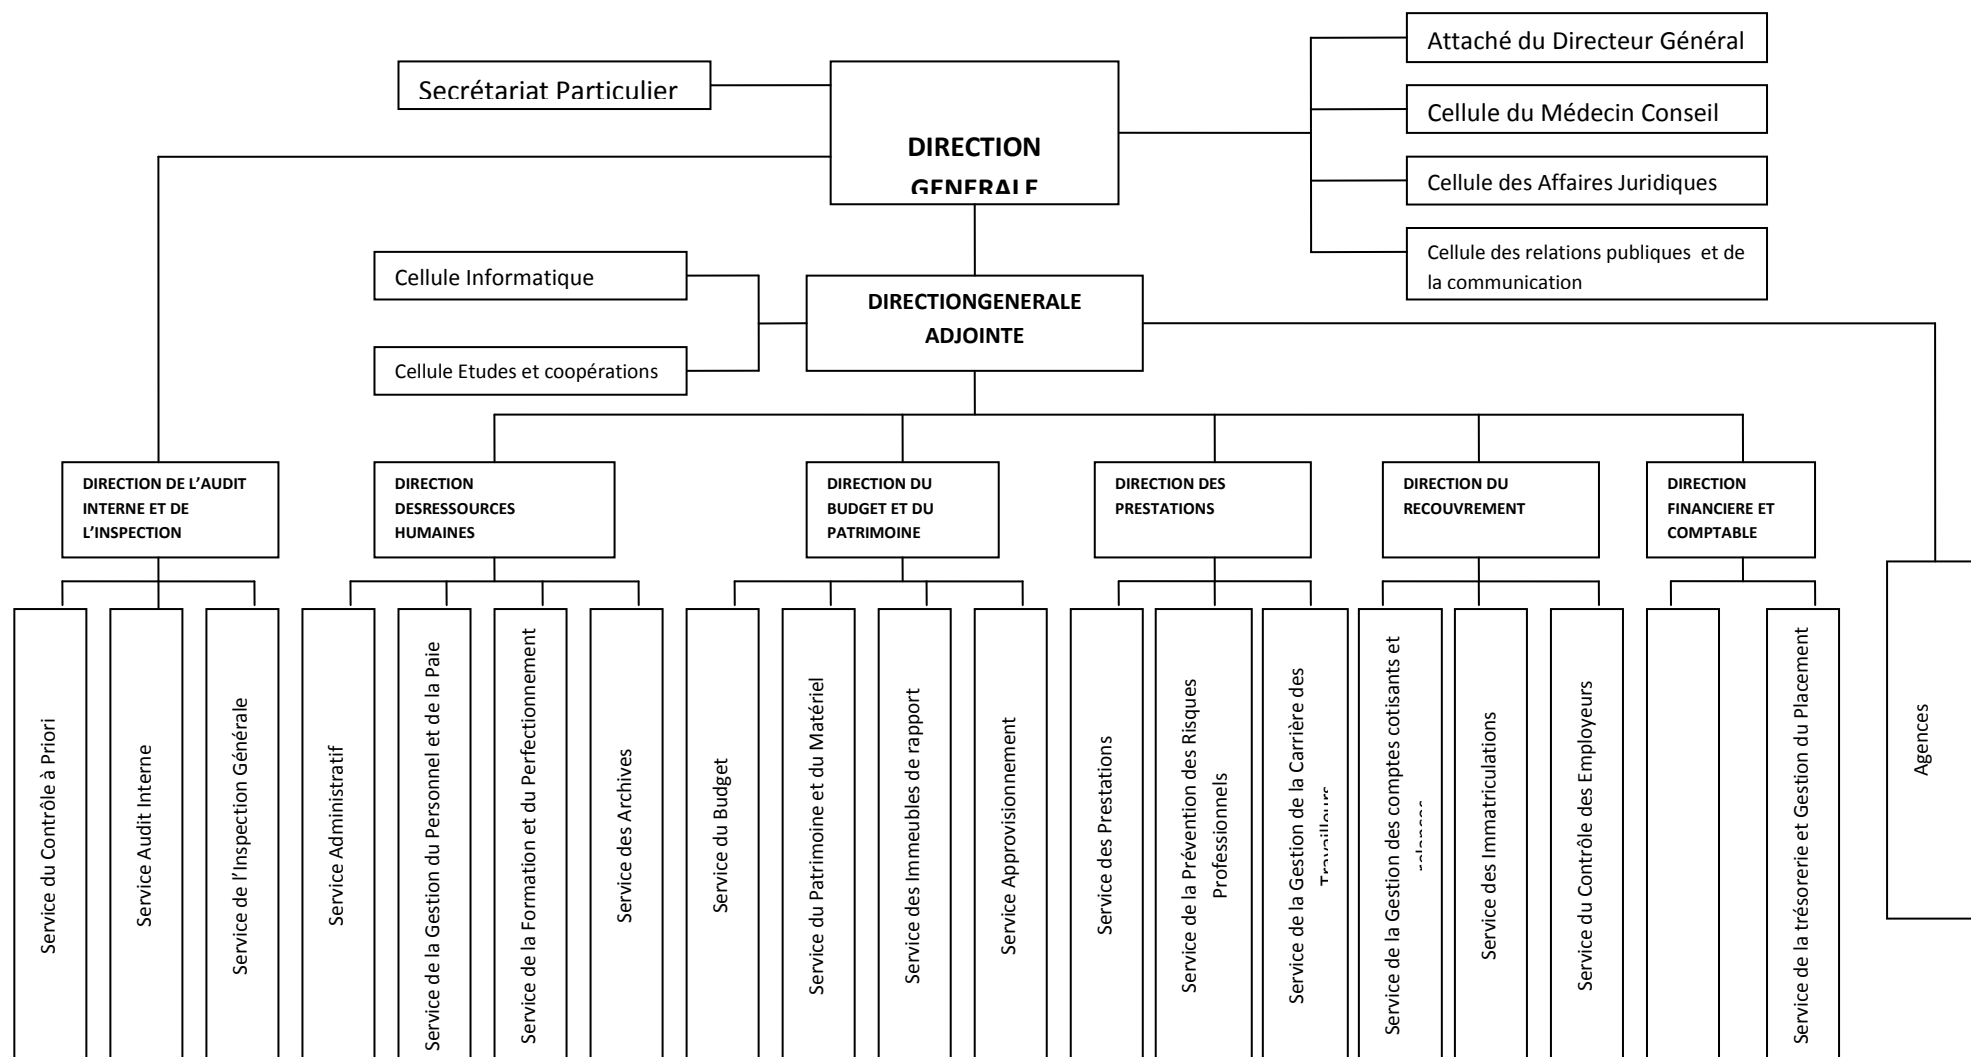 Attaché du Directeur Général
Secrétariat Particulier
Cellule du Médecin Conseil
DIRECTION
GENERALE
Cellule des Affaires Juridiques
Cellule des relations publiques et de
la communication
Cellule Informatique
DIRECTIONGENERALE
ADJOINTE
Cellule Etudes et coopérations
DIRECTION DE L’AUDIT
INTERNE ET DE
L’INSPECTION
DIRECTION
DESRESSOURCES
HUMAINES
DIRECTION DU
BUDGET ET DU
PATRIMOINE
DIRECTION DES
PRESTATIONS
DIRECTION DU
RECOUVREMENT
DIRECTION
FINANCIERE ET
COMPTABLE
Service du Contrôle à Priori
Service Audit Interne
Service de l’Inspection Générale
Service Administratif
Service de la Gestion du Personnel et de la Paie
Service de la Formation et du Perfectionnement
Service des Archives
Service du Budget
Service du Patrimoine et du Matériel
Service des Immeubles de rapport
Service Approvisionnement
Service des Prestations
Service de la Prévention des Risques
Professionnels
Service de la Gestion de la Carrière des
Travailleurs
Service de la Gestion des comptes cotisants et
relances
Service des Immatriculations
Service du Contrôle des Employeurs
Service de la trésorerie et Gestion du Placement
Agences